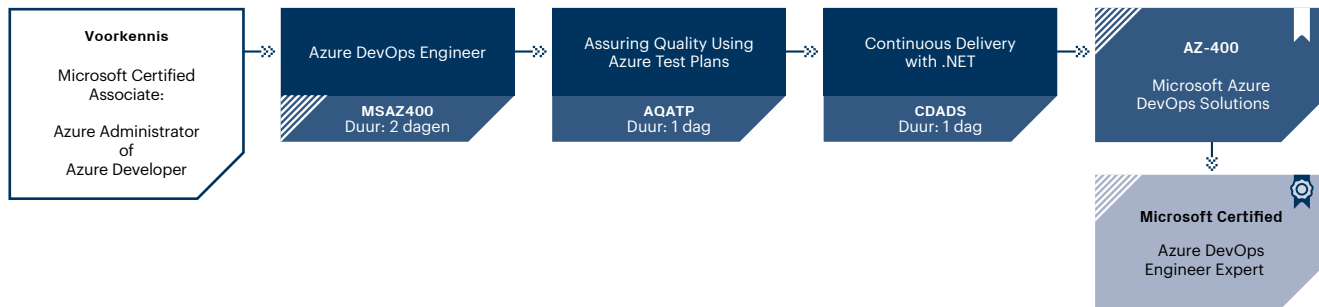 Voorkennis
Microsoft Certified
Associate:
Azure Administrator
of
Azure Developer
Azure DevOps Engineer
MSAZ400
Duur: 2 dagen
Assuring Quality Using
Azure Test Plans
AQATP
Duur: 1 dag
Continuous Delivery
with .NET
CDADS
Duur: 1 dag
AZ-400
Microsoft Azure
DevOps Solutions
Microsoft Certified
Azure DevOps
Engineer Expert